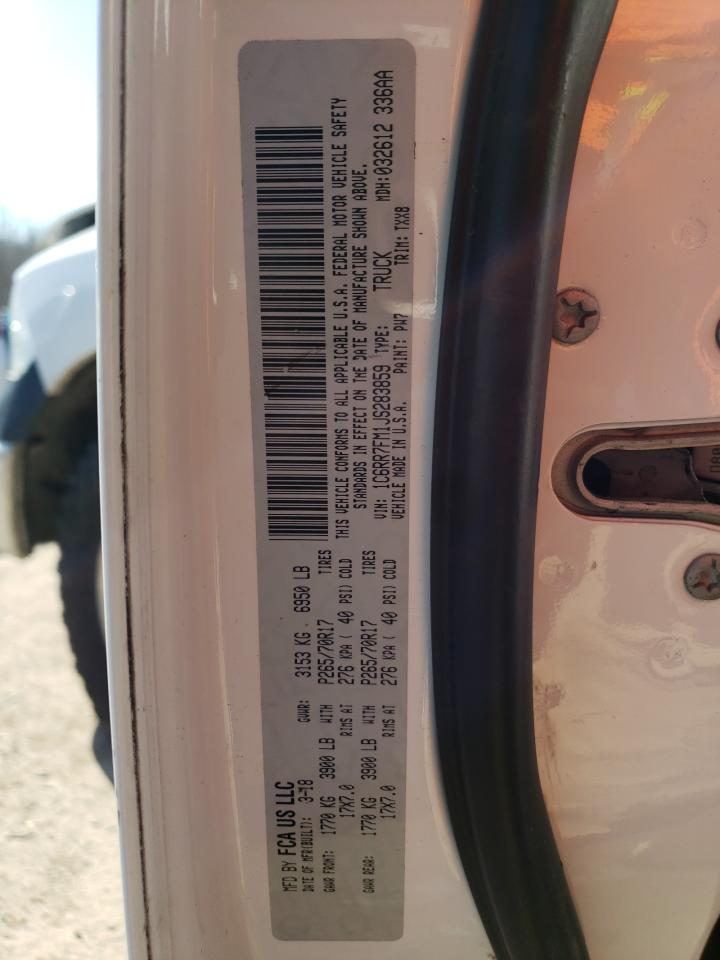 MFD BY FCA US LLC
DATE OF MFR(BUILT): 3-18 GVWR: 3153 KG 6950 LB
GAWR FRONT: 1770 KG 3900 LB WITH P265/70R17 TIRES
17X7.0 RIMS AT 276 KPA ( 40 PSI) COLD
GAWR REAR: 1770 KG 3900 LB WITH P265/70R17 TIRES
17X7.0 RIMS AT 276 KPA ( 40 PSI) COLD
THIS VEHICLE CONFORMS TO ALL APPLICABLE U.S.A. FEDERAL MOTOR VEHICLE SAFETY
STANDARDS IN EFFECT ON THE DATE OF MANUFACTURE SHOWN ABOVE.
VIN: 1C6RR7FM1JS283859 TYPE: TRUCK MDH: 032612 336AA
VEHICLE MADE IN U.S.A. PAINT: PW7 TRIM: TXX8